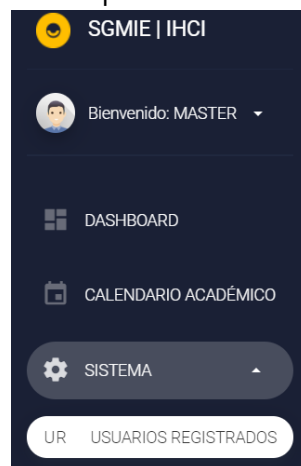 SGMIE | IHCI
Bienvenido: MASTER
DASHBOARD
CALENDARIO ACADÉMICO
SISTEMA
UR USUARIOS REGISTRADOS